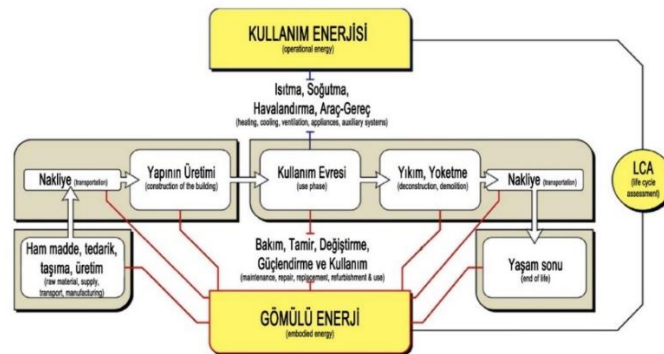 KULLANIM ENERJİSİ
(operational energy)
Isıtma, Soğutma,
Havalandırma, Araç-Gereç
(heating, cooling, ventilation, appliances, auxiliary systems)
Nakliye (transportation)
Yapının Üretimi
(construction of the building)
Kullanım Evresi
(use phase)
Yıkım, Yoketme
(deconstruction, demolition)
Nakliye (transportation)
LCA
(life cycle
assessment)
Ham madde, tedarik,
taşıma, üretim
(raw material, supply,
transport, manufacturing)
Bakım, Tamir, Değiştirme,
Güçlendirme ve Kullanım
(maintenance, repair, replacement, refurbishment & use)
Yaşam sonu
(end of life)
GÖMÜLÜ ENERJİ
(embodied energy)